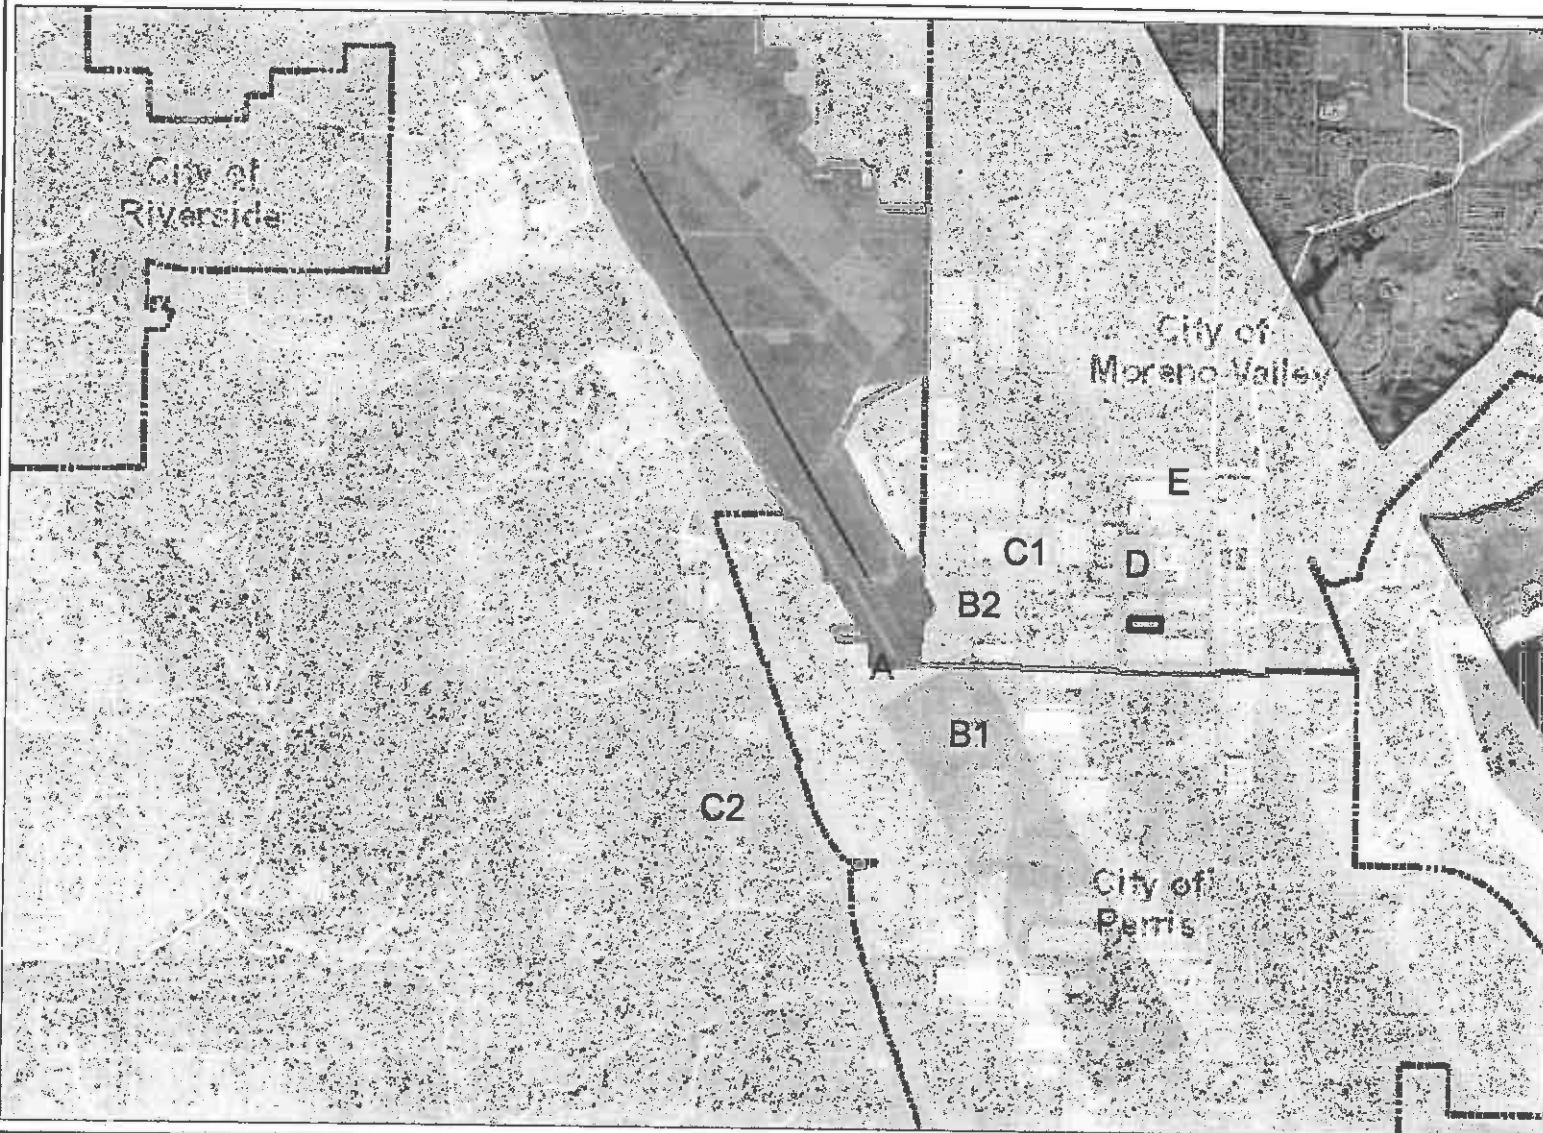 City of
Riverside
City of
Moreno Valley
E
C1
D
B2
A
B1
C2
City of
Perris